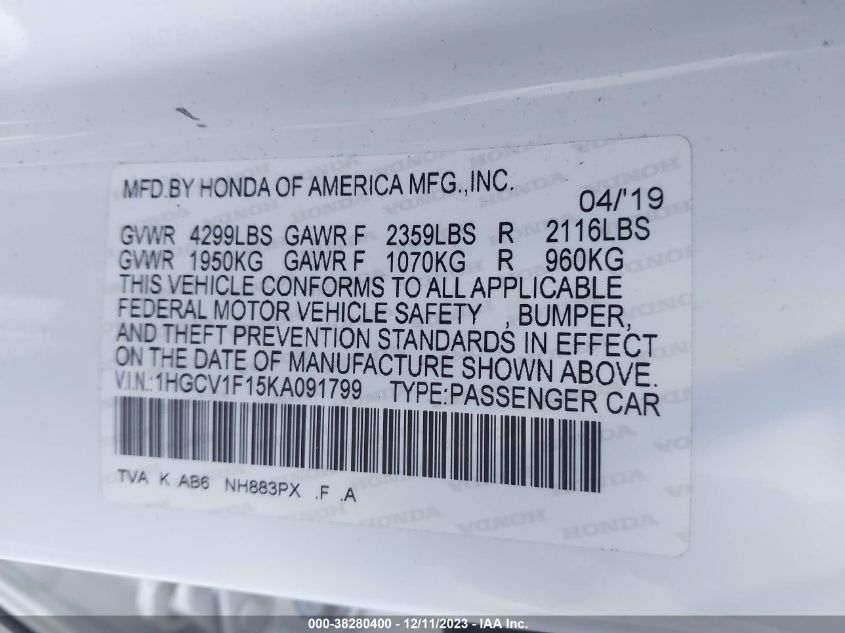 MFD.BY HONDA OF AMERICA MFG.,INC.
04/'19
GVWR 4299LBS GAWR F 2359LBS R 2116LBS
GVWR 1950KG GAWR F 1070KG R 960KG
THIS VEHICLE CONFORMS TO ALL APPLICABLE
FEDERAL MOTOR VEHICLE SAFETY , BUMPER,
AND THEFT PREVENTION STANDARDS IN EFFECT
ON THE DATE OF MANUFACTURE SHOWN ABOVE.
V.I.N.:1HGCV1F15KA091799 TYPE:PASSENGER CAR
TVA K AB6 NH883PX .F .A
HONDA HONDA HONDA
000-38280400 - 12/11/2023 - IAA Inc.